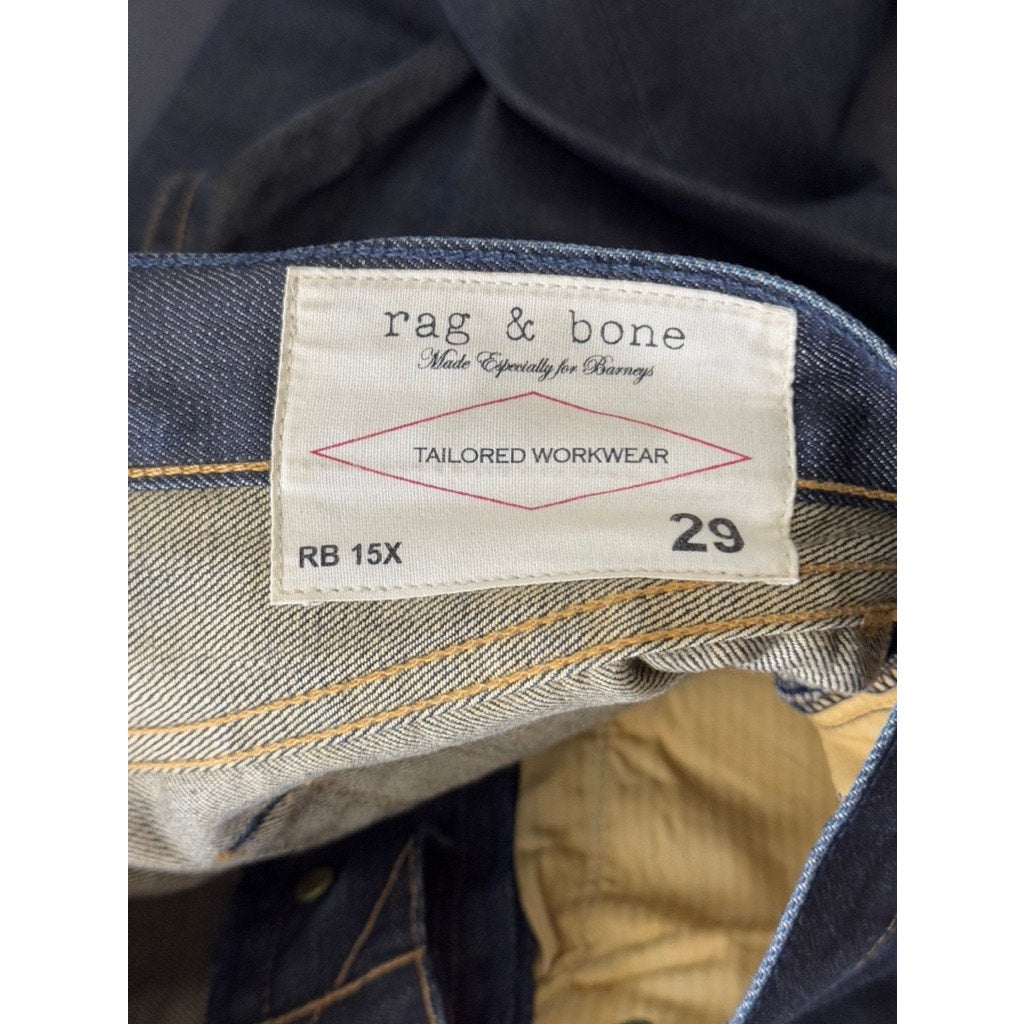 rag & bone
Made Especially for Barneys
TAILORED WORKWEAR
RB 15X
29